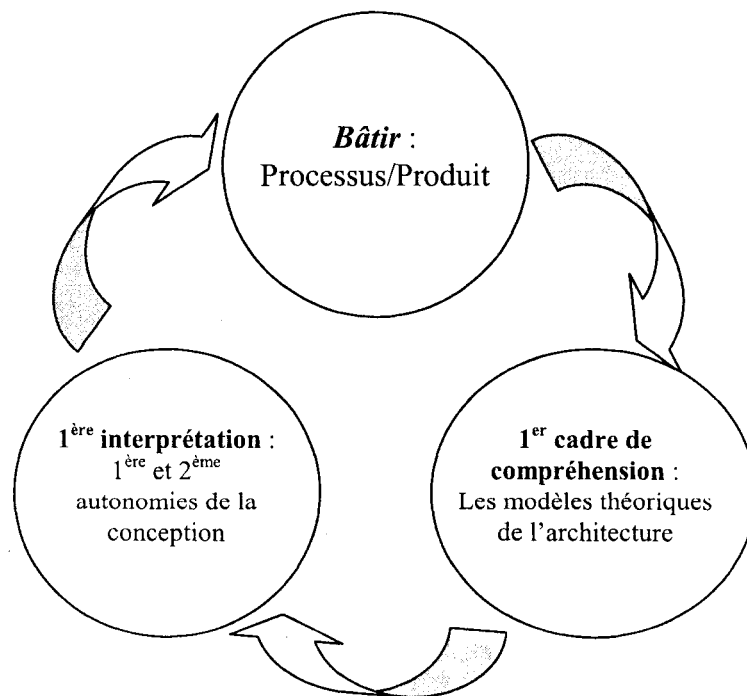 Bâtir :
Processus/Produit
1ère interprétation :
1ère et 2ème
autonomies de la
conception
1er cadre de
compréhension :
Les modèles théoriques
de l'architecture